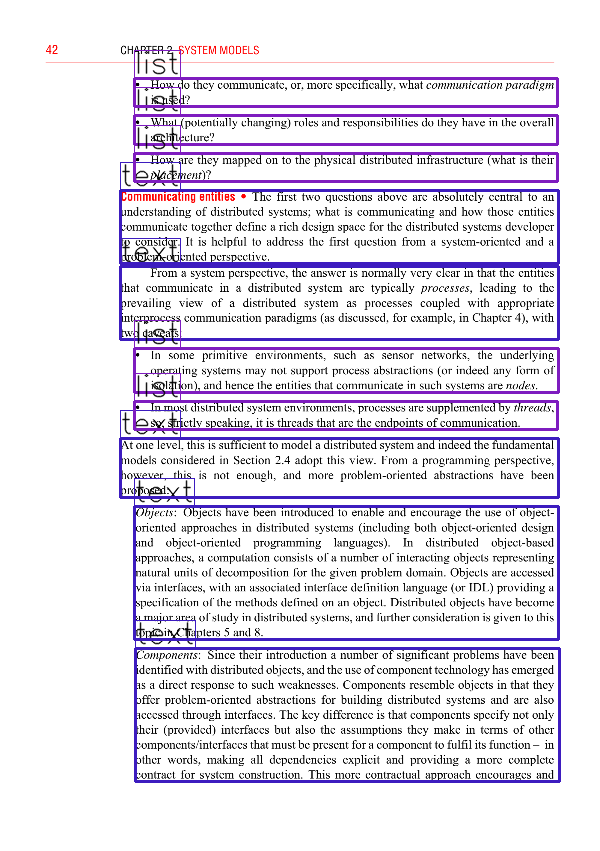 42 CHAPTER 2 SYSTEM MODELS
list
• How do they communicate, or, more specifically, what communication paradigm
list
is used?
• What (potentially changing) roles and responsibilities do they have in the overall
list
architecture?
• How are they mapped on to the physical distributed infrastructure (what is their
text
placement)?
Communicating entities • The first two questions above are absolutely central to an
understanding of distributed systems; what is communicating and how those entities
communicate together define a rich design space for the distributed systems developer
to consider. It is helpful to address the first question from a system-oriented and a
text
problem-oriented perspective.
From a system perspective, the answer is normally very clear in that the entities
that communicate in a distributed system are typically processes, leading to the
prevailing view of a distributed system as processes coupled with appropriate
interprocess communication paradigms (as discussed, for example, in Chapter 4), with
list
two caveats:
• In some primitive environments, such as sensor networks, the underlying
operating systems may not support process abstractions (or indeed any form of
list
isolation), and hence the entities that communicate in such systems are nodes.
• In most distributed system environments, processes are supplemented by threads,
text
so, strictly speaking, it is threads that are the endpoints of communication.
At one level, this is sufficient to model a distributed system and indeed the fundamental
models considered in Section 2.4 adopt this view. From a programming perspective,
however, this is not enough, and more problem-oriented abstractions have been
text
proposed:
Objects: Objects have been introduced to enable and encourage the use of object-
oriented approaches in distributed systems (including both object-oriented design
and object-oriented programming languages). In distributed object-based
approaches, a computation consists of a number of interacting objects representing
natural units of decomposition for the given problem domain. Objects are accessed
via interfaces, with an associated interface definition language (or IDL) providing a
specification of the methods defined on an object. Distributed objects have become
a major area of study in distributed systems, and further consideration is given to this
text
topic in Chapters 5 and 8.
Components: Since their introduction a number of significant problems have been
identified with distributed objects, and the use of component technology has emerged
as a direct response to such weaknesses. Components resemble objects in that they
offer problem-oriented abstractions for building distributed systems and are also
accessed through interfaces. The key difference is that components specify not only
their (provided) interfaces but also the assumptions they make in terms of other
components/interfaces that must be present for a component to fulfil its function – in
other words, making all dependencies explicit and providing a more complete
contract for system construction. This more contractual approach encourages and